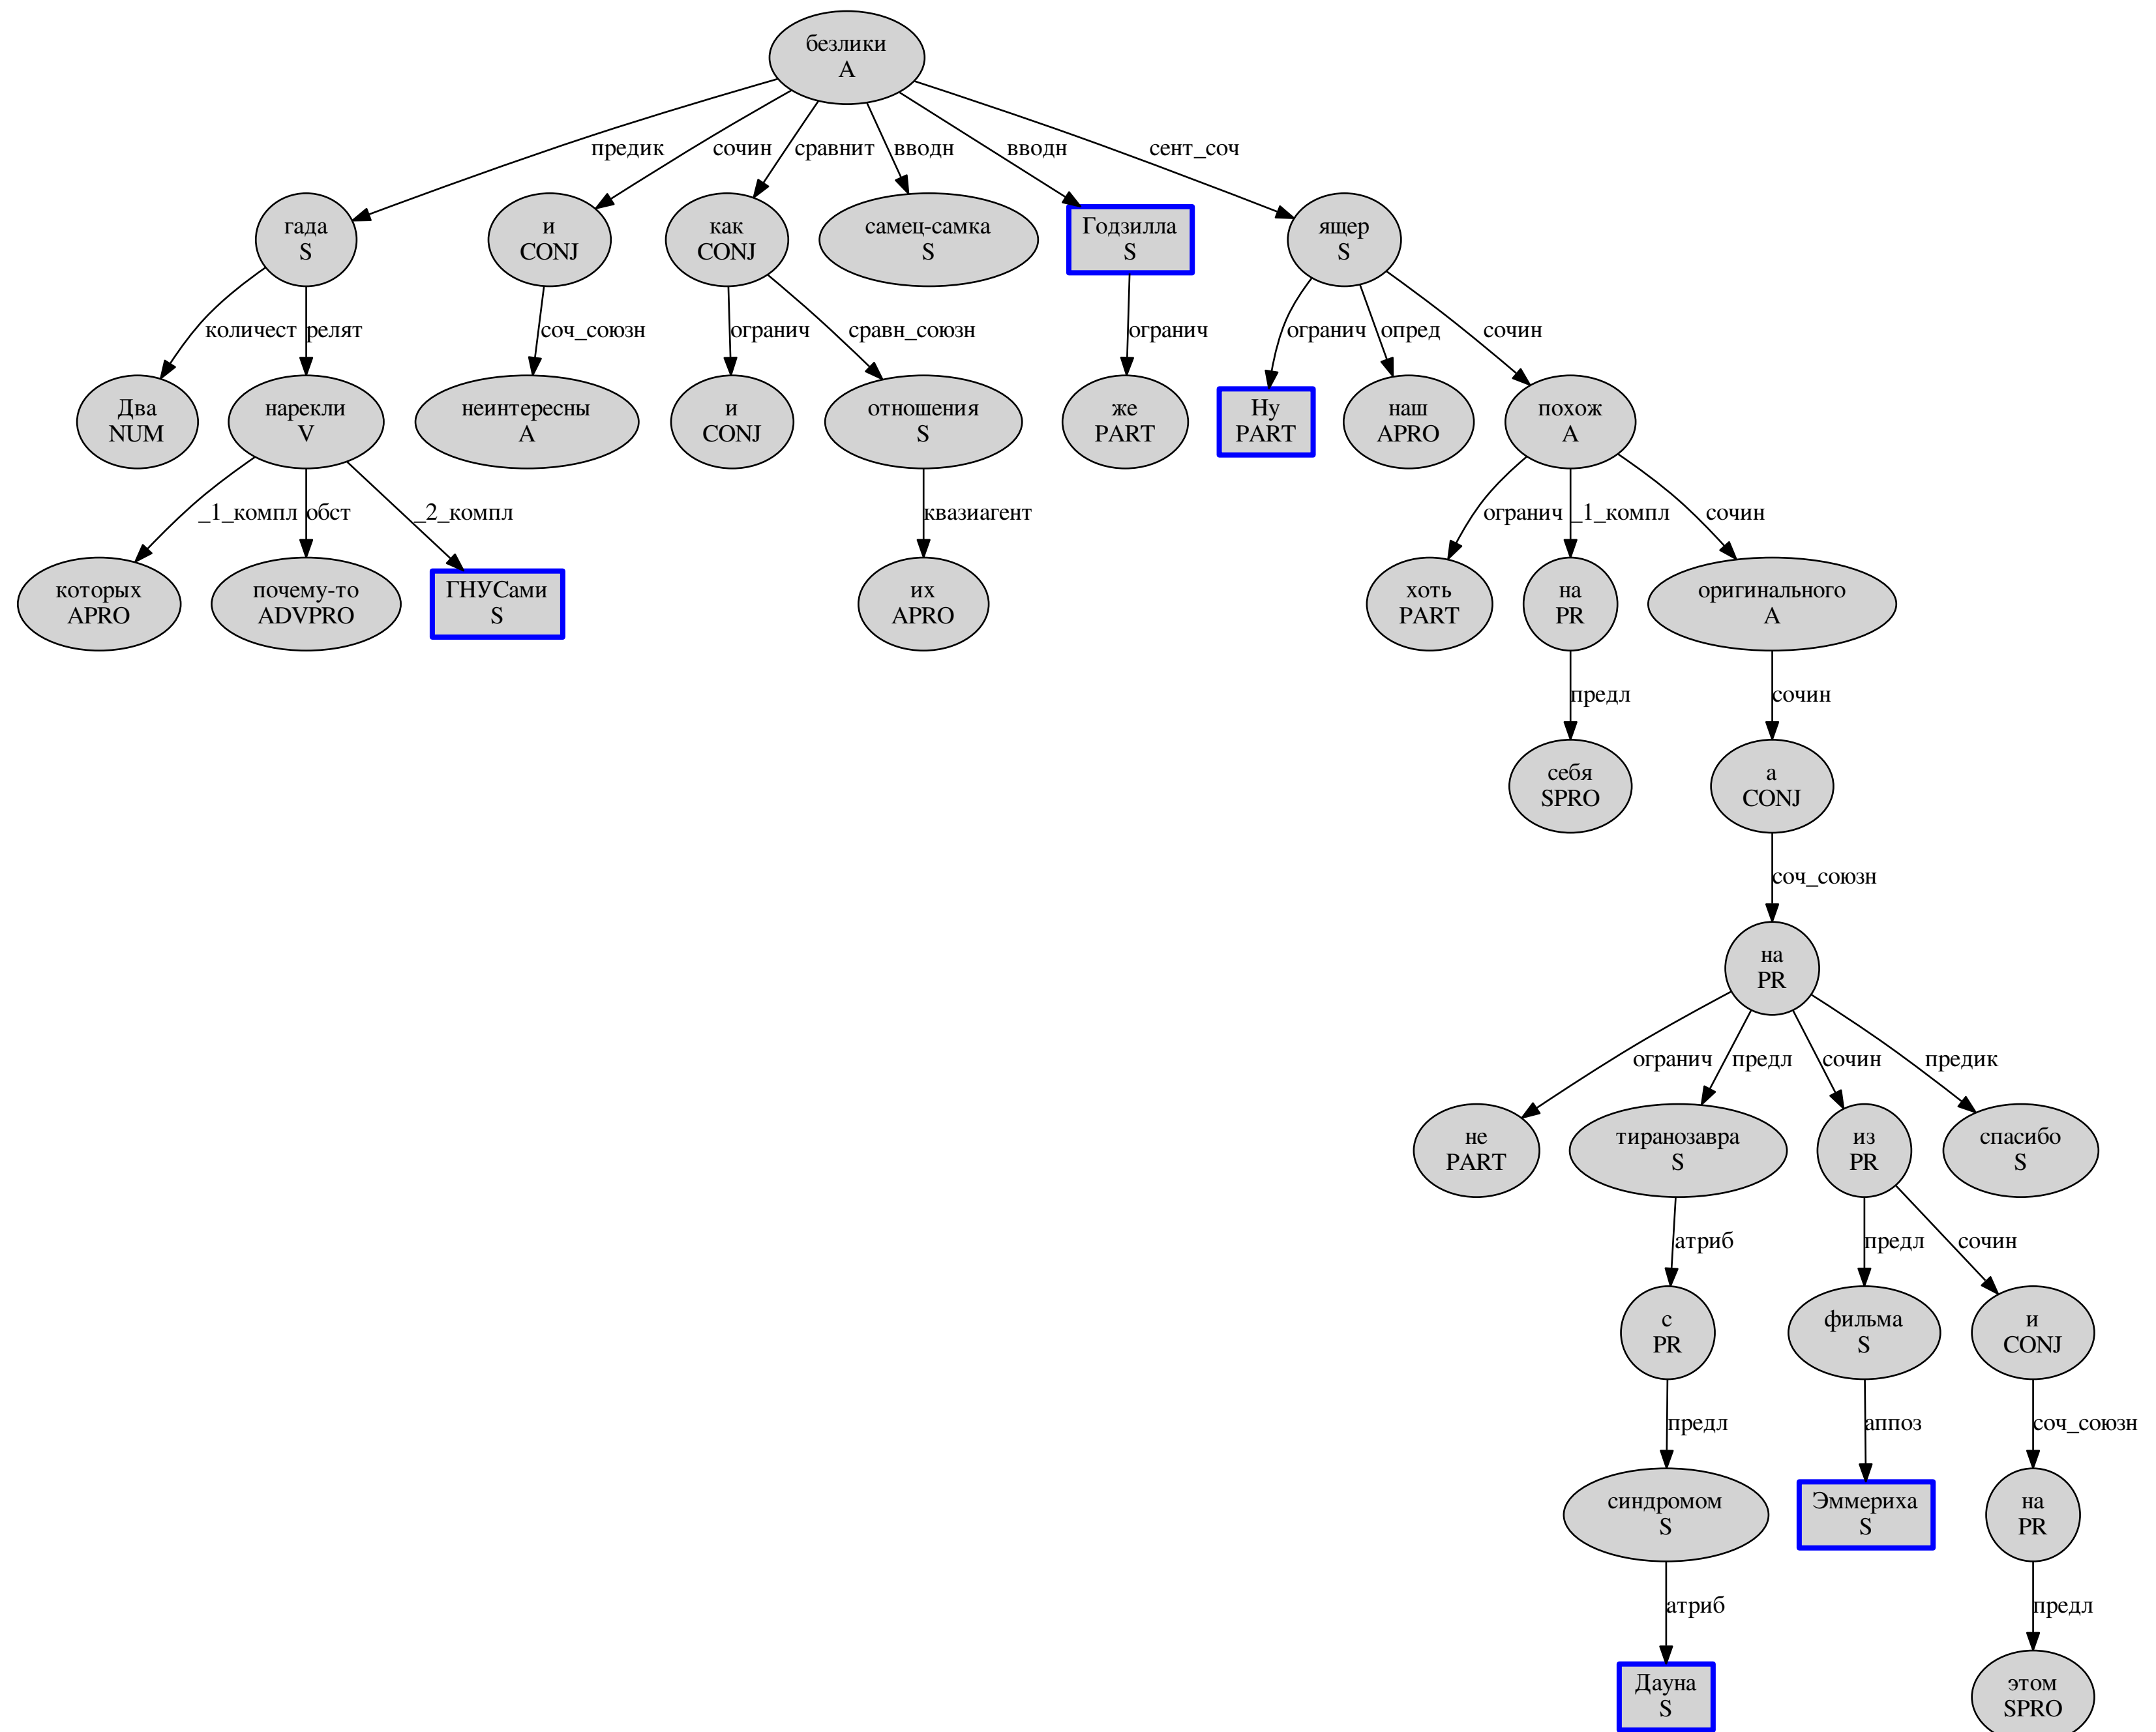 безлики
A
предик
сочин
сравнит
вводн
вводн
сент_соч
гада
S
и
CONJ
как
CONJ
самец-самка
S
Годзилла
S
ящер
S
количест
релят
соч_союзн
огранич
сравн_союзн
огранич
огранич
опред
сочин
Два
NUM
нарекли
V
неинтересны
A
и
CONJ
отношения
S
же
PART
Ну
PART
наш
APRO
похож
A
_1_компл
обст
_2_компл
квазиагент
огранич
_1_компл
сочин
которых
APRO
почему-то
ADVPRO
ГНУСами
S
их
APRO
хоть
PART
на
PR
оригинального
A
предл
сочин
себя
SPRO
а
CONJ
соч_союзн
на
PR
огранич
предл
сочин
предик
не
PART
тиранозавра
S
из
PR
спасибо
S
атриб
предл
сочин
с
PR
фильма
S
и
CONJ
предл
аппоз
соч_союзн
синдромом
S
Эммериха
S
на
PR
атриб
предл
Дауна
S
этом
SPRO